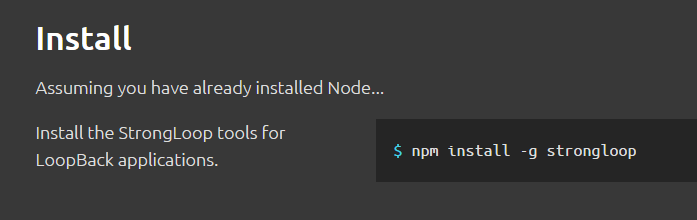 Install
Assuming you have already installed Node...
Install the StrongLoop tools for
LoopBack applications.
$ npm install -g strongloop